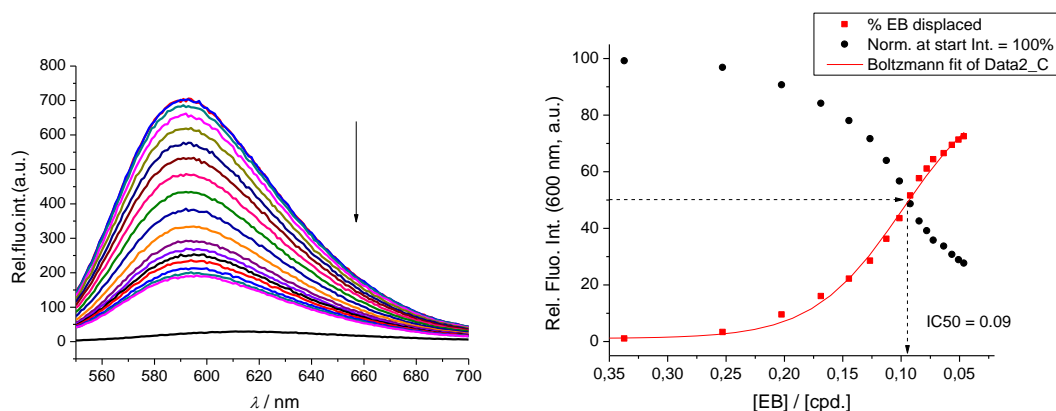 Rel.fluo.int.(a.u.)
800
700
600
500
400
300
200
100
0
560 580 600 620 640 660 680 700
λ / nm
% EB displaced
Norm. at start Int. = 100%
Boltzmann fit of Data2_C
Rel. Fluo. Int. (600 nm, a.u.)
100
80
60
40
20
0
IC50 = 0.09
0,35 0,30 0,25 0,20 0,15 0,10 0,05
[EB] / [cpd.]